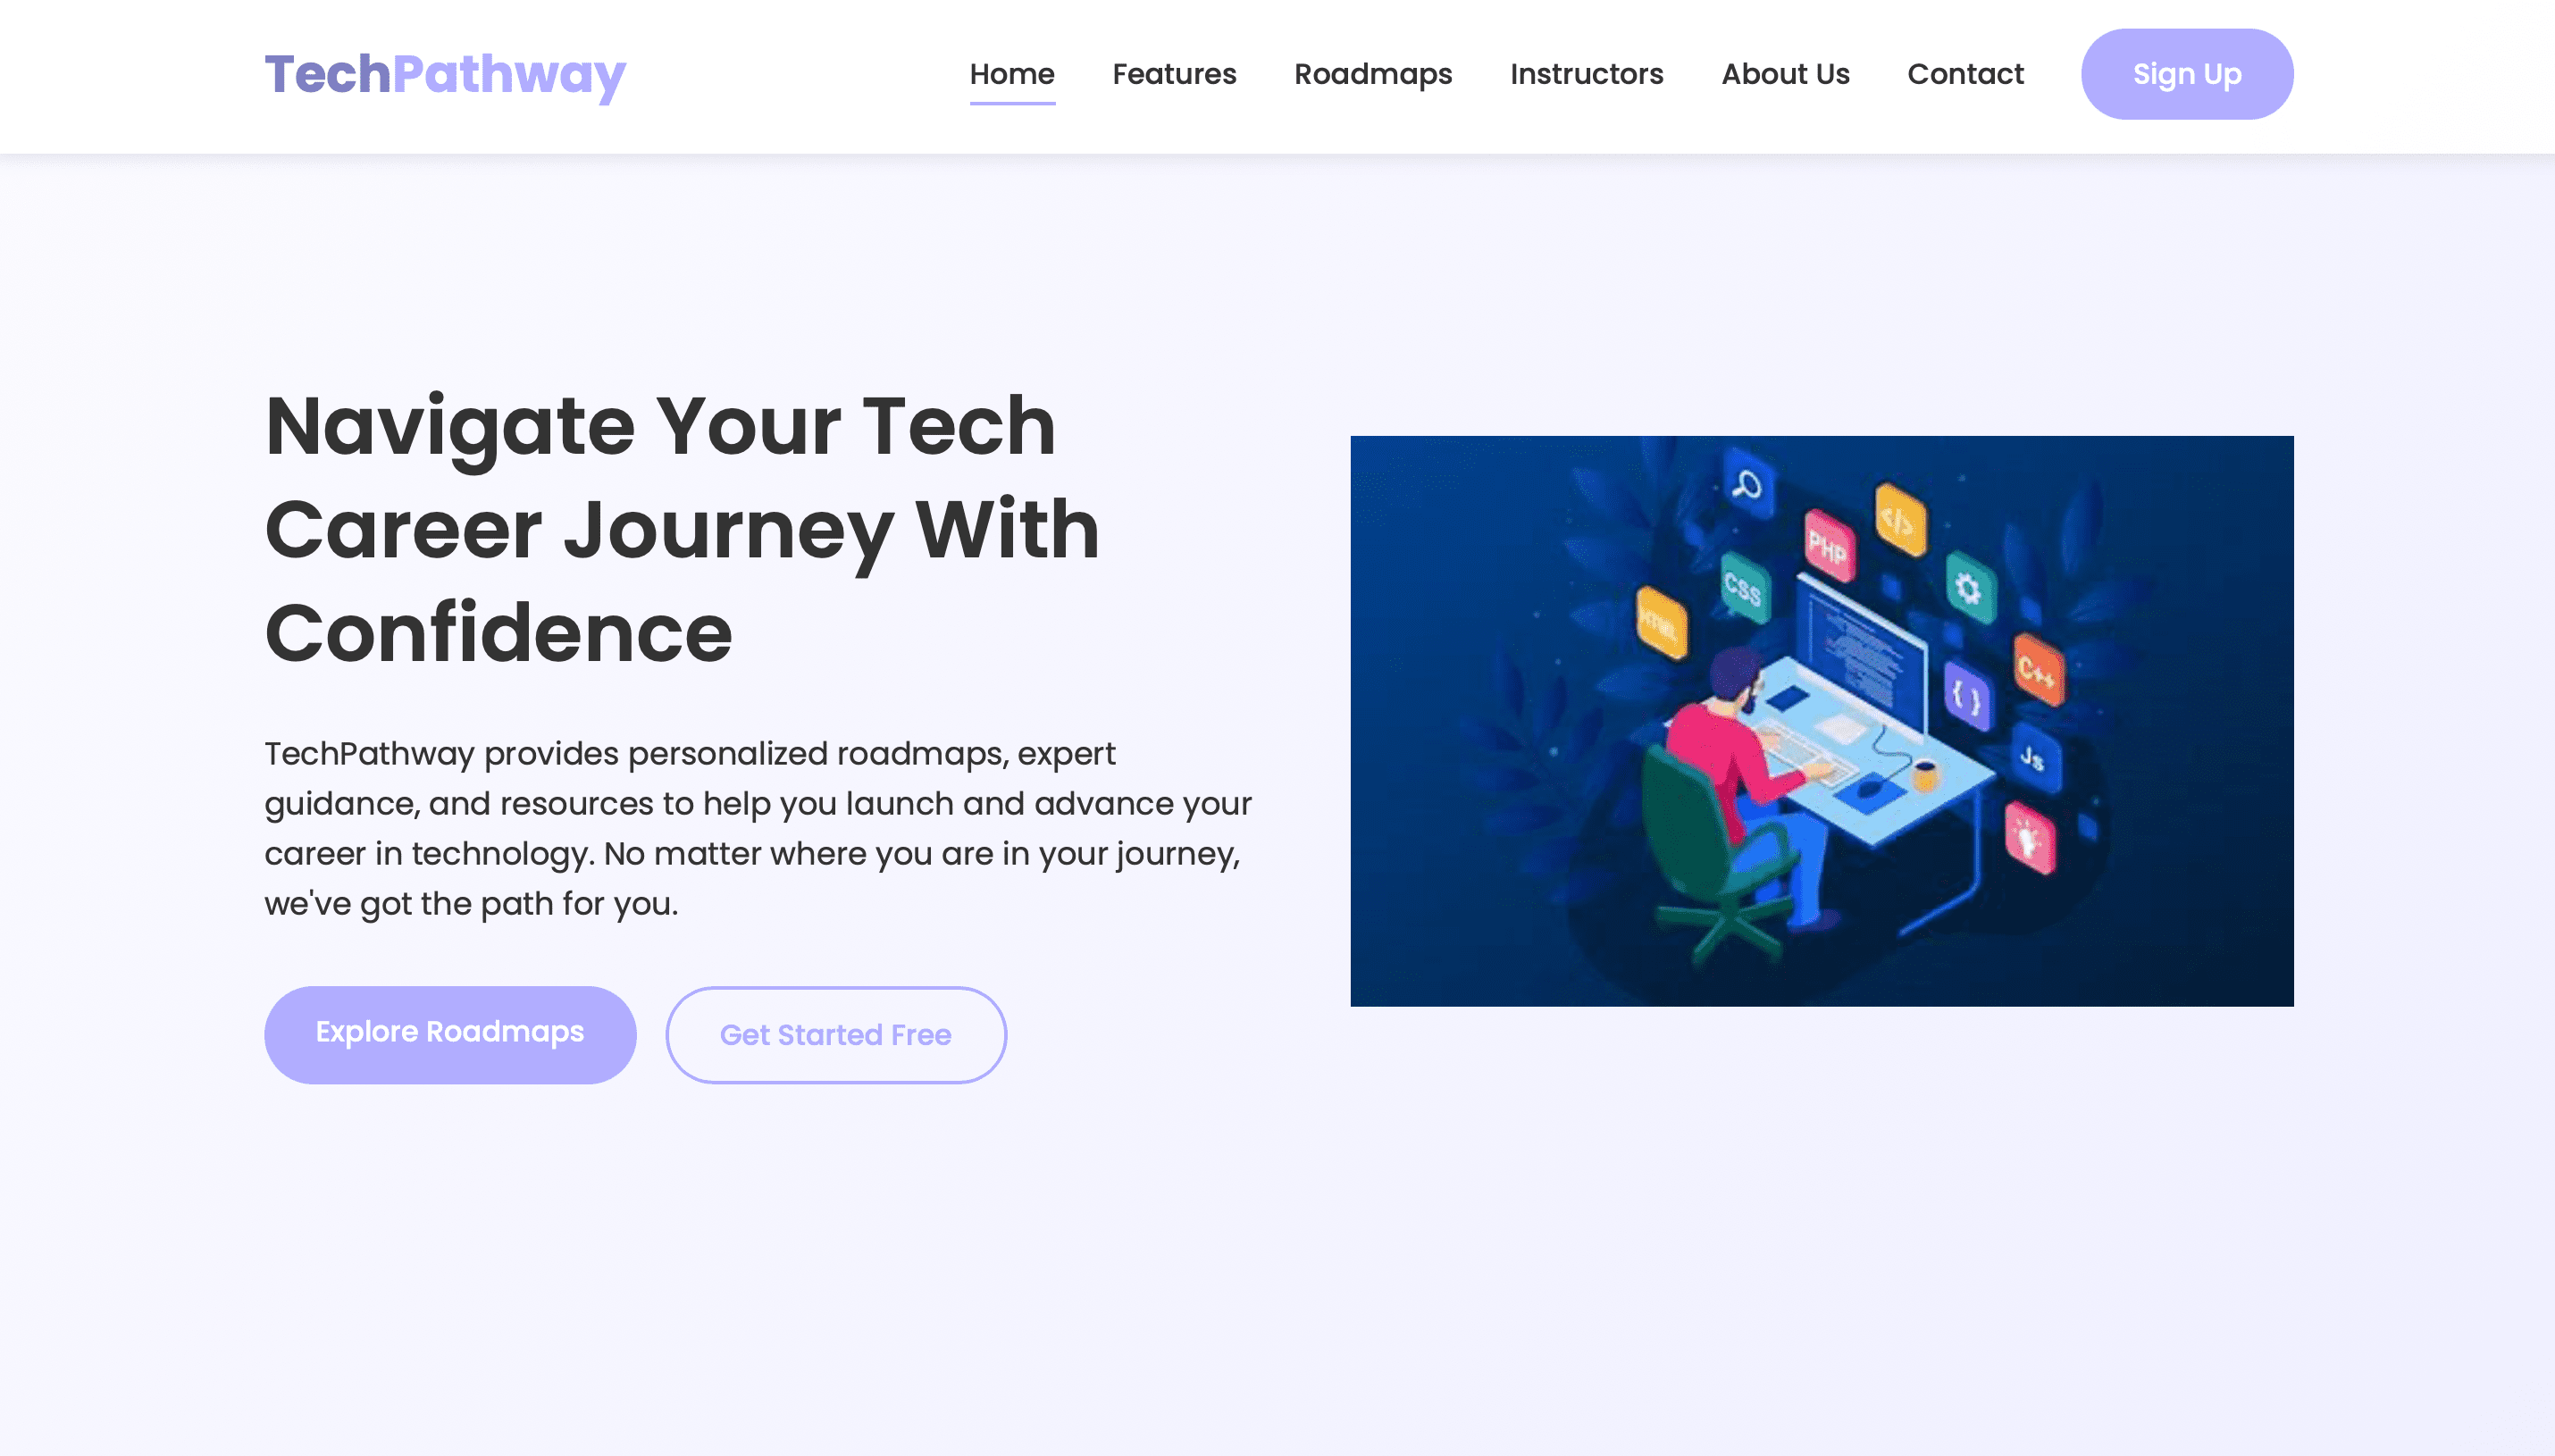 TechPathway
Home Features Roadmaps Instructors About Us Contact Sign Up
Navigate Your Tech
Career Journey With
Confidence
TechPathway provides personalized roadmaps, expert
guidance, and resources to help you launch and advance your
career in technology. No matter where you are in your journey,
we've got the path for you.
Explore Roadmaps Get Started Free
</>
PHP
CSS
HTML
C++
{ }
Js